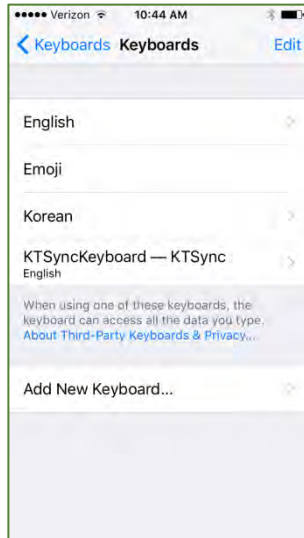 Verizon 10:44 AM
Keyboards Keyboards Edit
English
Emoji
Korean
KTSyncKeyboard — KTSync
English
When using one of these keyboards, the
keyboard can access all the data you type.
About Third-Party Keyboards & Privacy...
Add New Keyboard...